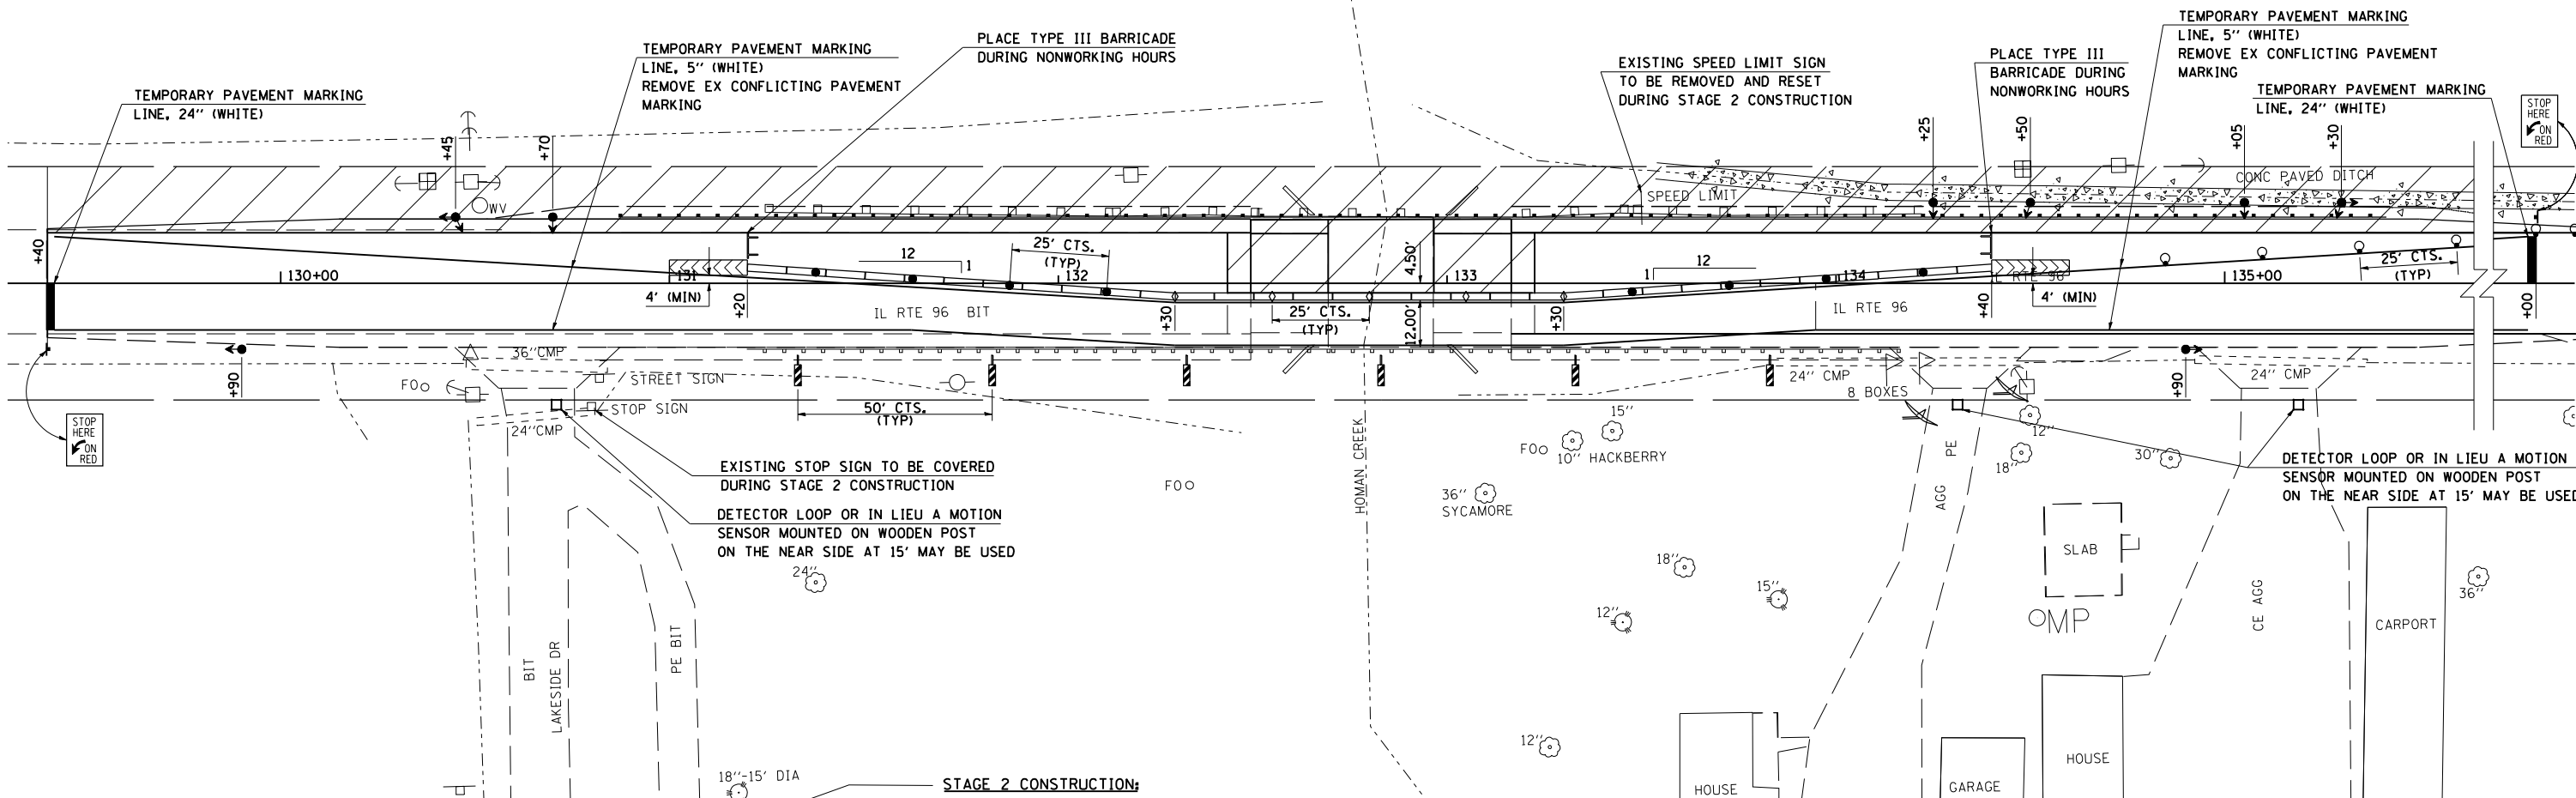 TEMPORARY PAVEMENT MARKING
LINE, 24'' (WHITE)
TEMPORARY PAVEMENT MARKING
LINE, 5'' (WHITE)
REMOVE EX CONFLICTING PAVEMENT
MARKING
PLACE TYPE III BARRICADE
DURING NONWORKING HOURS
EXISTING SPEED LIMIT SIGN
TO BE REMOVED AND RESET
DURING STAGE 2 CONSTRUCTION
PLACE TYPE III
BARRICADE DURING
NONWORKING HOURS
TEMPORARY PAVEMENT MARKING
LINE, 5'' (WHITE)
REMOVE EX CONFLICTING PAVEMENT
MARKING
TEMPORARY PAVEMENT MARKING
LINE, 24'' (WHITE)
STOP
HERE
ON
RED
+45
+70
+25
+50
+05
+30
WV
SPEED LIMIT
CONC PAVED DITCH
+40
130+00
131
4' (MIN)
+20
12
1
25' CTS.
(TYP)
132
IL RTE 96 BIT
+30
25' CTS.
(TYP)
4.50'
12.00'
133
+30
1
12
134
IL RTE 96
+40
L RTE 96
4' (MIN)
135+00
25' CTS.
(TYP)
+00
+90
36''CMP
FO
STREET SIGN
STOP SIGN
24''CMP
50' CTS.
(TYP)
24'' CMP
8 BOXES
+90
24'' CMP
STOP
HERE
ON
RED
EXISTING STOP SIGN TO BE COVERED
DURING STAGE 2 CONSTRUCTION
DETECTOR LOOP OR IN LIEU A MOTION
SENSOR MOUNTED ON WOODEN POST
ON THE NEAR SIDE AT 15' MAY BE USED
FO
HOMAN CREEK
15''
FO
10'' HACKBERRY
36''
SYCAMORE
AGG
PE
12''
18''
30''
DETECTOR LOOP OR IN LIEU A MOTION
SENSOR MOUNTED ON WOODEN POST
ON THE NEAR SIDE AT 15' MAY BE USED
24''
18''
12''
15''
12''
SLAB
MP
CE AGG
CARPORT
36''
BIT
LAKESIDE DR
PE BIT
18''-15' DIA
STAGE 2 CONSTRUCTION:
HOUSE
GARAGE
HOUSE